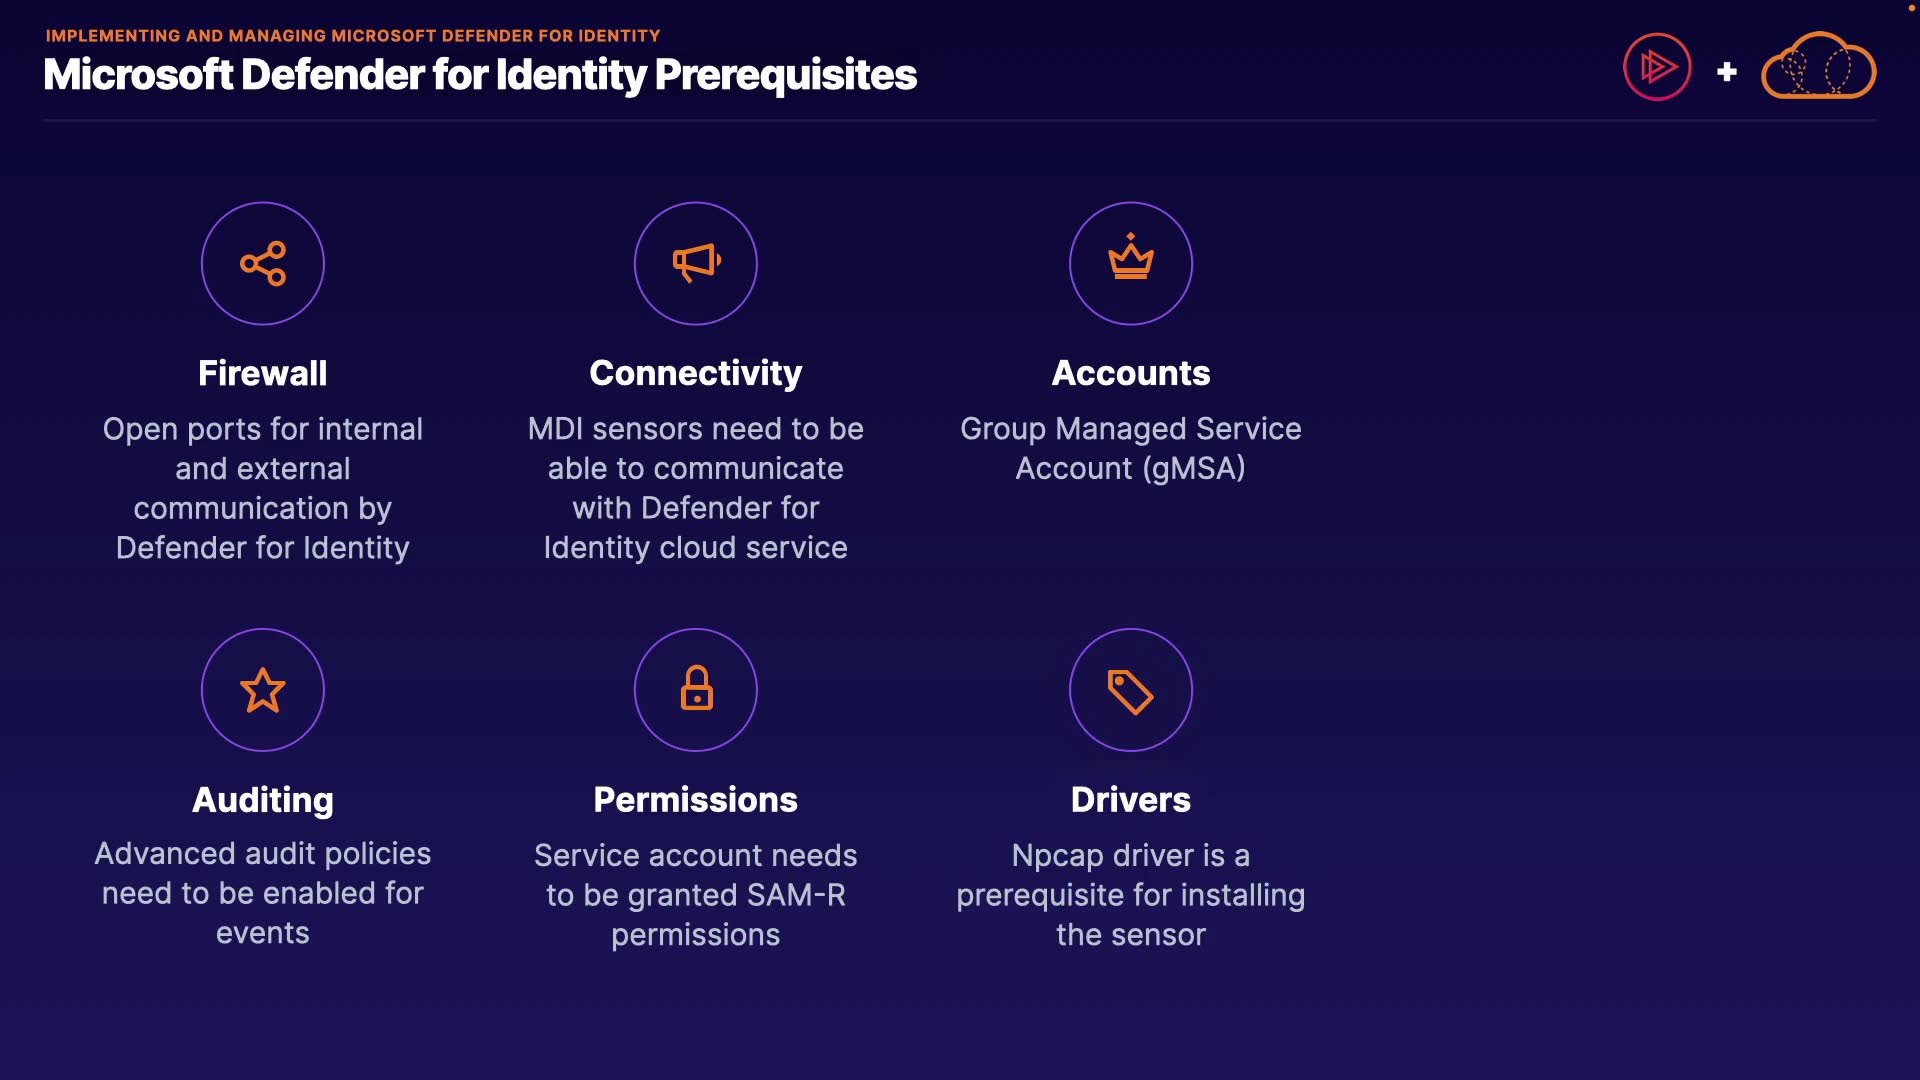 IMPLEMENTING AND MANAGING MICROSOFT DEFENDER FOR IDENTITY
Microsoft Defender for Identity Prerequisites
Firewall
Open ports for internal
and external
communication by
Defender for Identity
Connectivity
MDI sensors need to be
able to communicate
with Defender for
Identity cloud service
Accounts
Group Managed Service
Account (gMSA)
Auditing
Advanced audit policies
need to be enabled for
events
Permissions
Service account needs
to be granted SAM-R
permissions
Drivers
Npcap driver is a
prerequisite for installing
the sensor